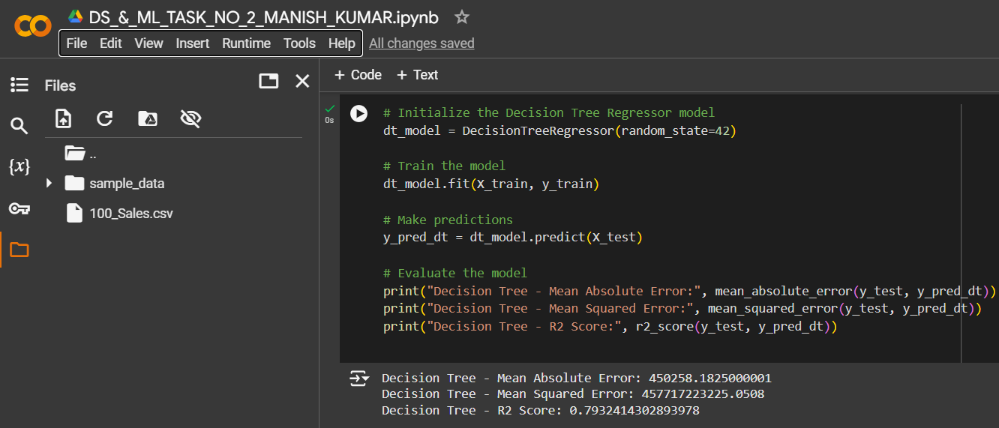 DS_&_ML_TASK_NO_2_MANISH_KUMAR.ipynb
File Edit View Insert Runtime Tools Help All changes saved
Files
..
sample_data
100_Sales.csv
{x}
+ Code + Text
0s
# Initialize the Decision Tree Regressor model
dt_model = DecisionTreeRegressor(random_state=42)
# Train the model
dt_model.fit(X_train, y_train)
# Make predictions
y_pred_dt = dt_model.predict(X_test)
# Evaluate the model
print("Decision Tree - Mean Absolute Error:", mean_absolute_error(y_test, y_pred_dt))
print("Decision Tree - Mean Squared Error:", mean_squared_error(y_test, y_pred_dt))
print("Decision Tree - R2 Score:", r2_score(y_test, y_pred_dt))
Decision Tree - Mean Absolute Error: 450258.1825000001
Decision Tree - Mean Squared Error: 457717223225.0508
Decision Tree - R2 Score: 0.7932414302893978